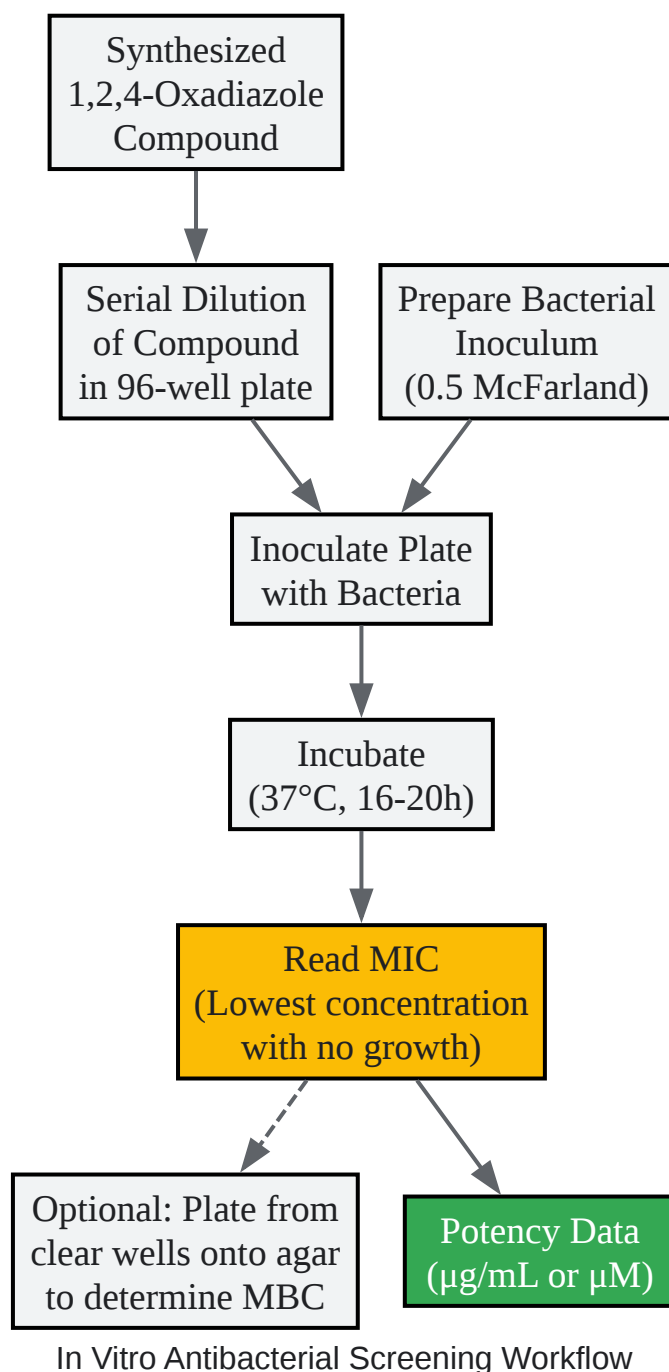 Synthesized
1,2,4-Oxadiazole
Compound
Serial Dilution
of Compound
in 96-well plate
Prepare Bacterial
Inoculum
(0.5 McFarland)
Inoculate Plate
with Bacteria
Incubate
(37°C, 16-20h)
Read MIC
(Lowest concentration
with no growth)
Optional: Plate from
clear wells onto agar
to determine MBC
Potency Data
(μg/mL or μM)
In Vitro Antibacterial Screening Workflow